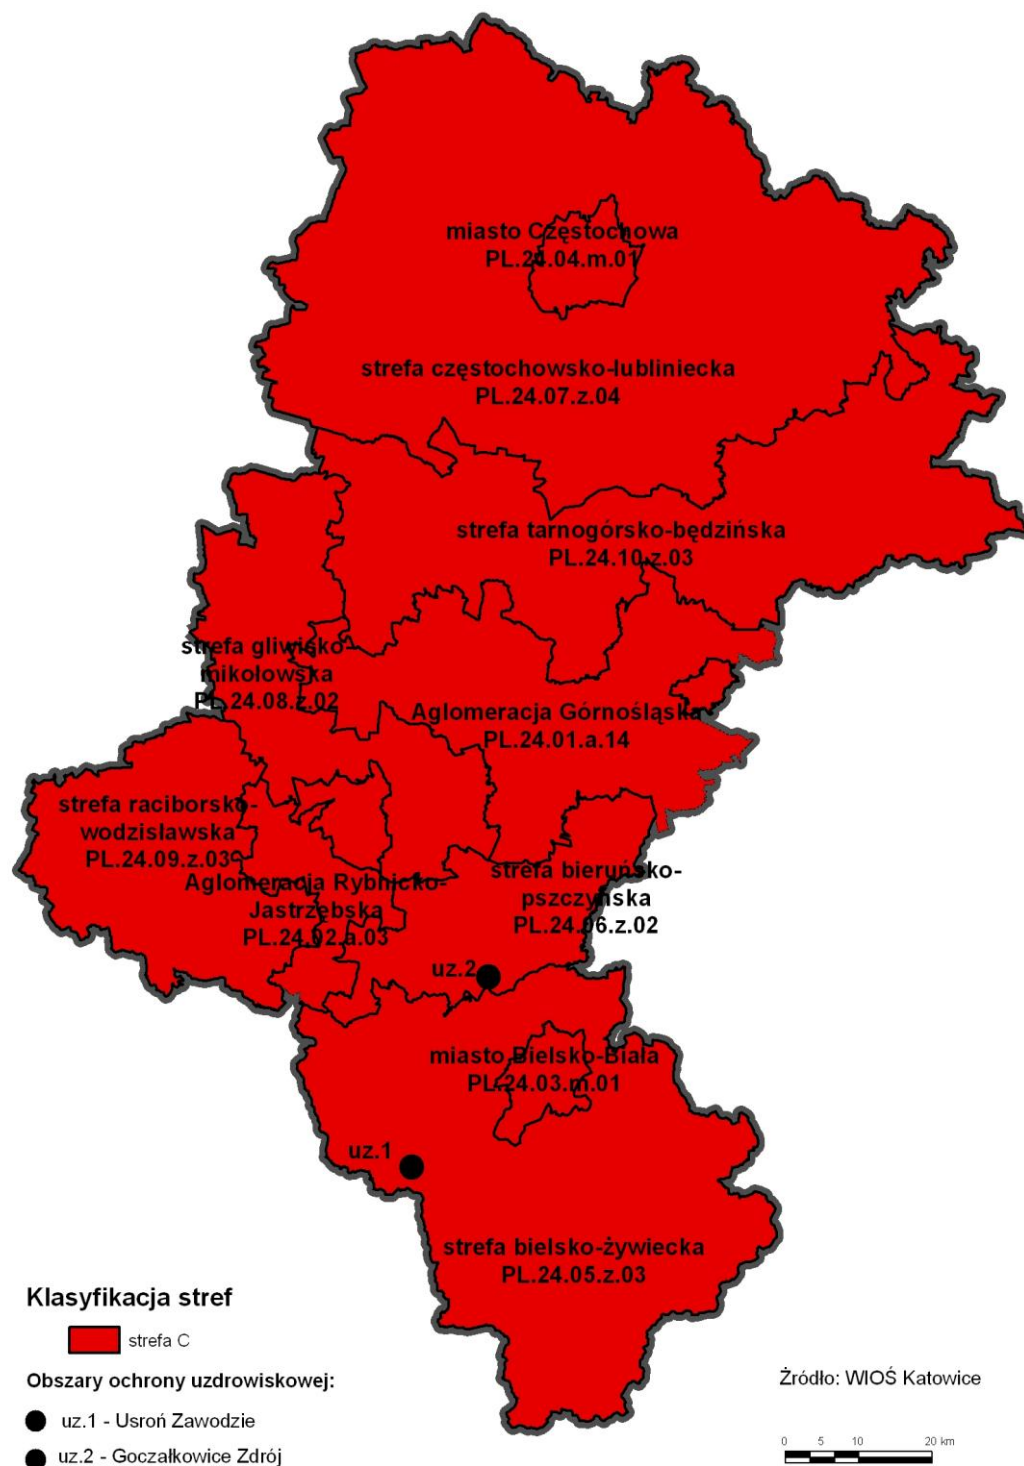 miasto Częstochowa
PL.24.04.m.01
strefa częstochowsko-lubliniecka
PL.24.07.z.04
strefa tarnogórsko-będzińska
PL.24.10.z.03
strefa gliwicko-
mikołowska
PL.24.08.z.02
Aglomeracja Górnośląska
PL.24.01.a.14
strefa raciborsko-
wodzisławska
PL.24.09.z.03
strefa bieruńsko-
pszczyńska
PL.24.06.z.02
Aglomeracja Rybnicko-
Jastrzębska
PL.24.02.a.03
uz.2
miasto Bielsko-Biała
PL.24.03.m.01
uz.1
strefa bielsko-żywiecka
PL.24.05.z.03
Klasyfikacja stref
strefa C
Obszary ochrony uzdrowiskowej:
uz.1 - Usroń Zawodzie
uz.2 - Goczałkowice Zdrój
Źródło: WIOŚ Katowice
0 5 10 20 km